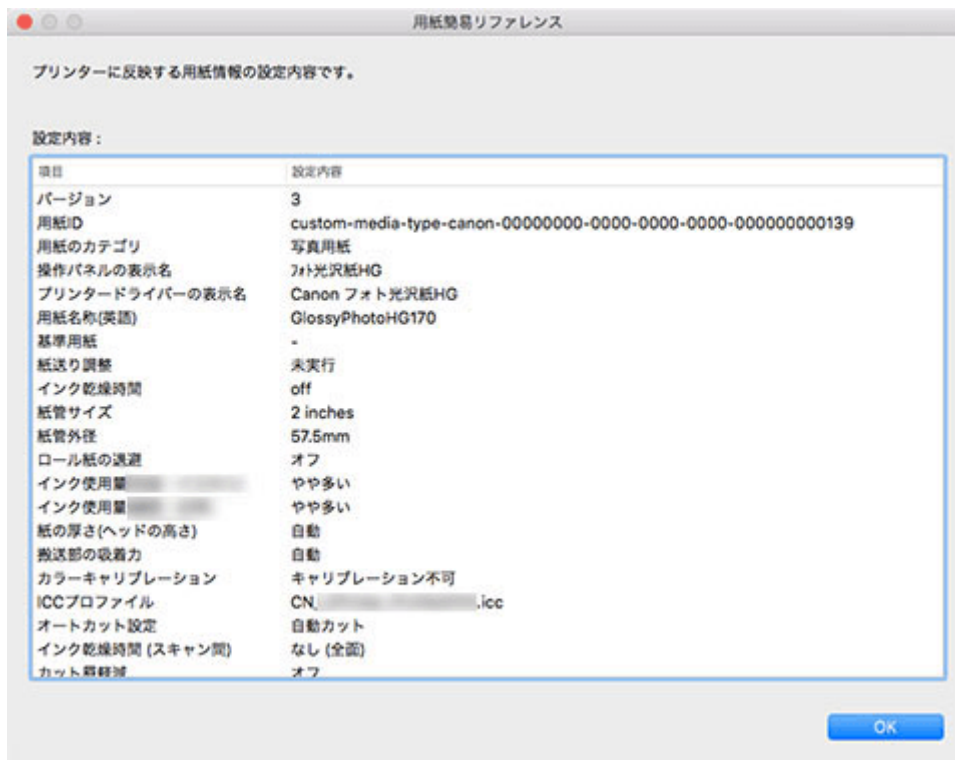 用紙簡易リファレンス
プリンターに反映する用紙情報の設定内容です。
設定内容：
項目 設定内容
バージョン 3
用紙ID custom-media-type-canon-00000000-0000-0000-0000-000000000139
用紙のカテゴリ 写真用紙
操作パネルの表示名 ﾌｫﾄ光沢紙HG
プリンタードライバーの表示名 Canon フォト光沢紙HG
用紙名称(英語) GlossyPhotoHG170
基準用紙 -
紙送り調整 未実行
インク乾燥時間 off
紙管サイズ 2 inches
紙管外径 57.5mm
ロール紙の退避 オフ
インク使用量 やや多い
インク使用量 やや多い
紙の厚さ(ヘッドの高さ) 自動
搬送部の吸着力 自動
カラーキャリブレーション キャリブレーション不可
ICCプロファイル CN_ .icc
オートカット設定 自動カット
インク乾燥時間 (スキャン間) なし (全面)
カット屑軽減 オフ
OK